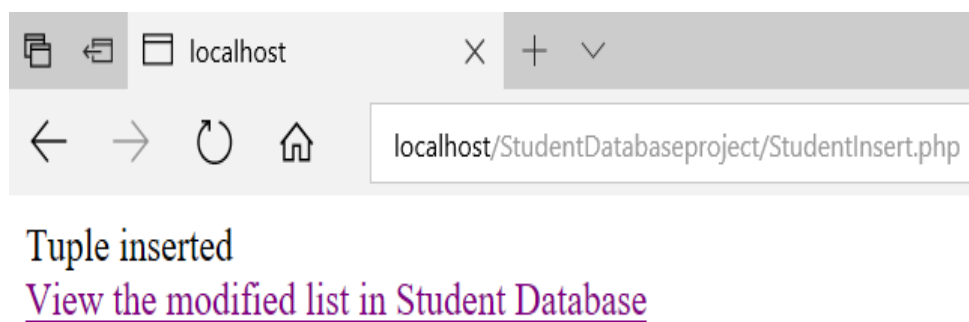 localhost
localhost/StudentDatabaseproject/StudentInsert.php
Tuple inserted
View the modified list in Student Database